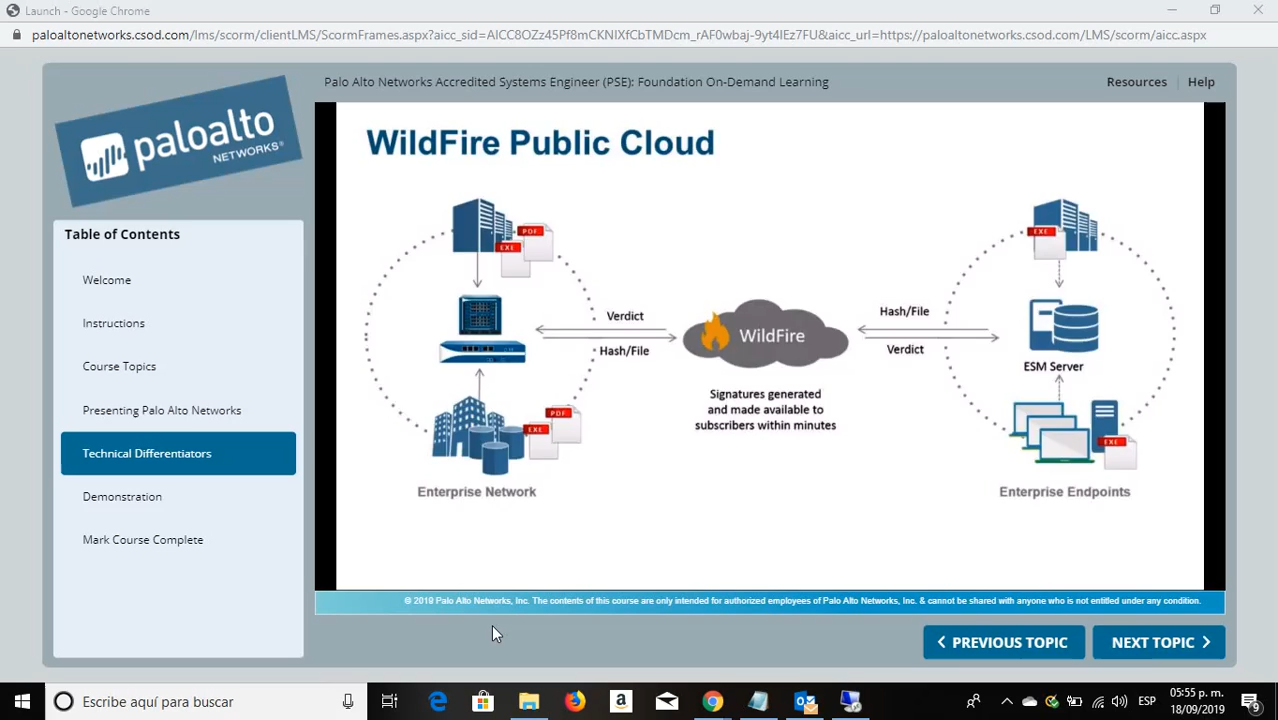 Launch - Google Chrome
paloaltonetworks.csod.com/lms/scorm/clientLMS/ScormFrames.aspx?aicc_sid=AICC8OZz45Pf8mCKNIXfCbTMDcm_rAF0wbaj-9yt4IEz7FU&aicc_url=https://paloaltonetworks.csod.com/LMS/scorm/aicc.aspx
paloalto
NETWORKS®
Palo Alto Networks Accredited Systems Engineer (PSE): Foundation On-Demand Learning
Resources | Help
Table of Contents
Welcome
Instructions
Course Topics
Presenting Palo Alto Networks
Technical Differentiators
Demonstration
Mark Course Complete
WildFire Public Cloud
PDF
EXE
EXE
Verdict
Hash/File
WildFire
Hash/File
Verdict
ESM Server
Signatures generated
and made available to
subscribers within minutes
PDF
EXE
EXE
Enterprise Network
Enterprise Endpoints
© 2019 Palo Alto Networks, Inc. The contents of this course are only intended for authorized employees of Palo Alto Networks, Inc. & cannot be shared with anyone who is not entitled under any condition.
PREVIOUS TOPIC
NEXT TOPIC
Escribe aquí para buscar
a
ESP
05:55 p. m.
18/09/2019
9